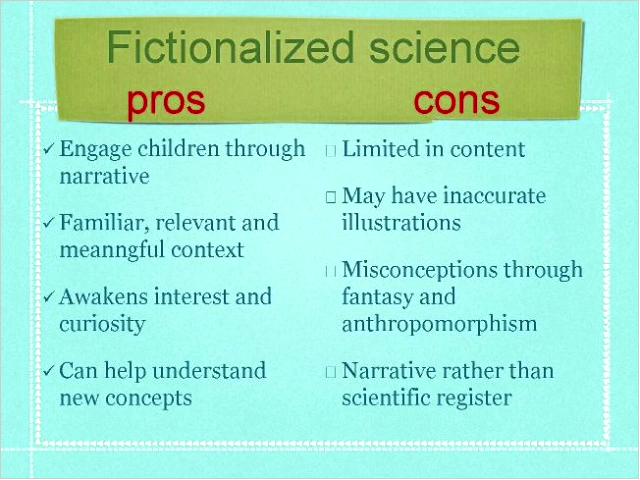 Fictionalized science
pros
cons
✓ Engage children through
narrative
✓ Familiar, relevant and
meanngful context
✓ Awakens interest and
curiosity
✓ Can help understand
new concepts
□ Limited in content
□ May have inaccurate
illustrations
□ Misconceptions through
fantasy and
anthropomorphism
□ Narrative rather than
scientific register